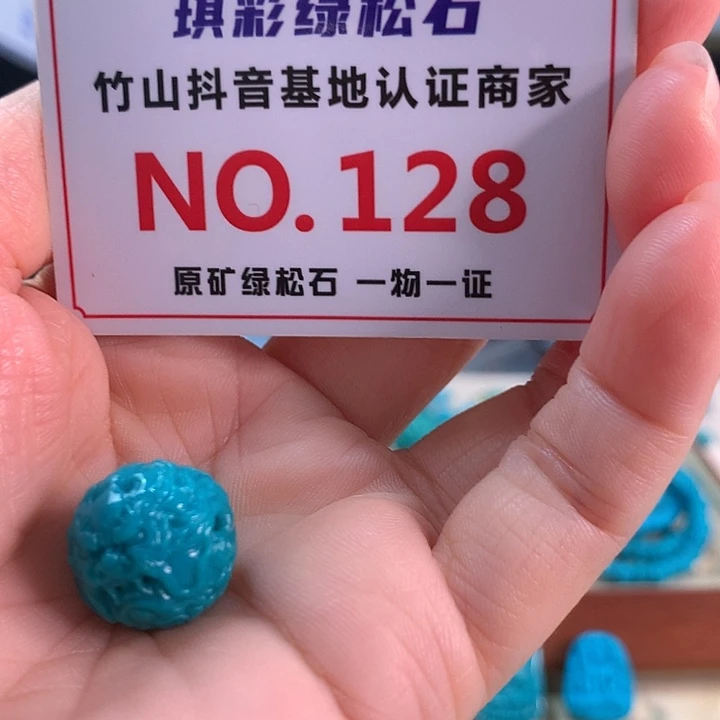 琪彩绿松石
竹山抖音基地认证商家
NO.128
原矿绿松石 一物一证